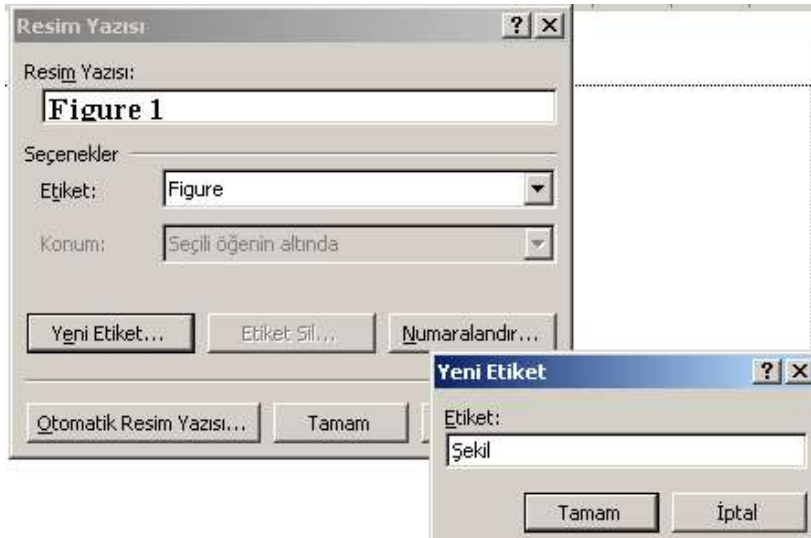 Resim Yazısı
Resim Yazısı:
Figure 1
Seçenekler
Etiket: Figure
Konum: Seçili öğenin altında
Yeni Etiket... Etiket Sil... Numaralandır...
Otomatik Resim Yazısı... Tamam
Yeni Etiket
Etiket:
Şekil
Tamam İptal